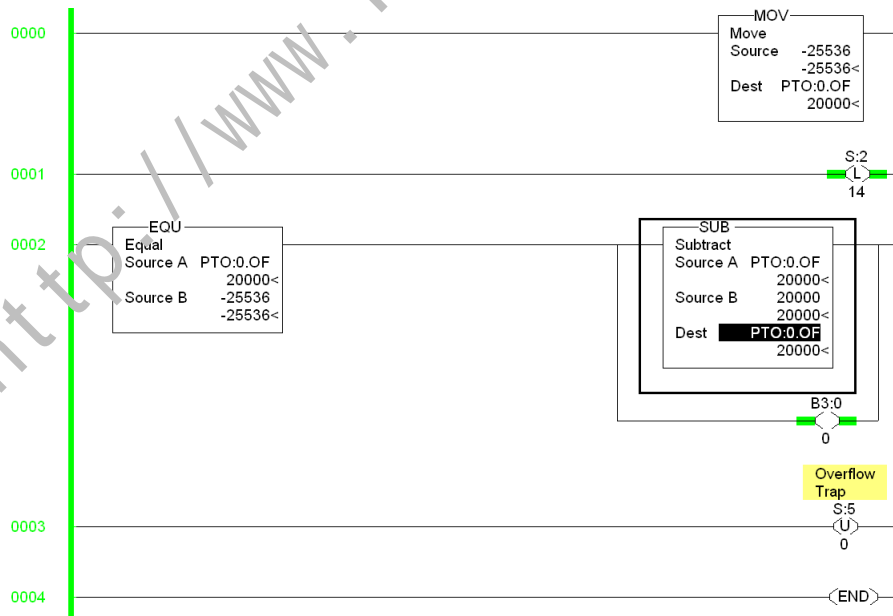 http://www.
0000
MOV
Move
Source -25536
-25536<
Dest PTO:0.OF
20000<
0001
S:2
L
14
0002
EQU
Equal
Source A PTO:0.OF
20000<
Source B -25536
-25536<
SUB
Subtract
Source A PTO:0.OF
20000<
Source B 20000
20000<
Dest PTO:0.OF
20000<
B3:0
0
Overflow
Trap
0003
S:5
U
0
0004
END